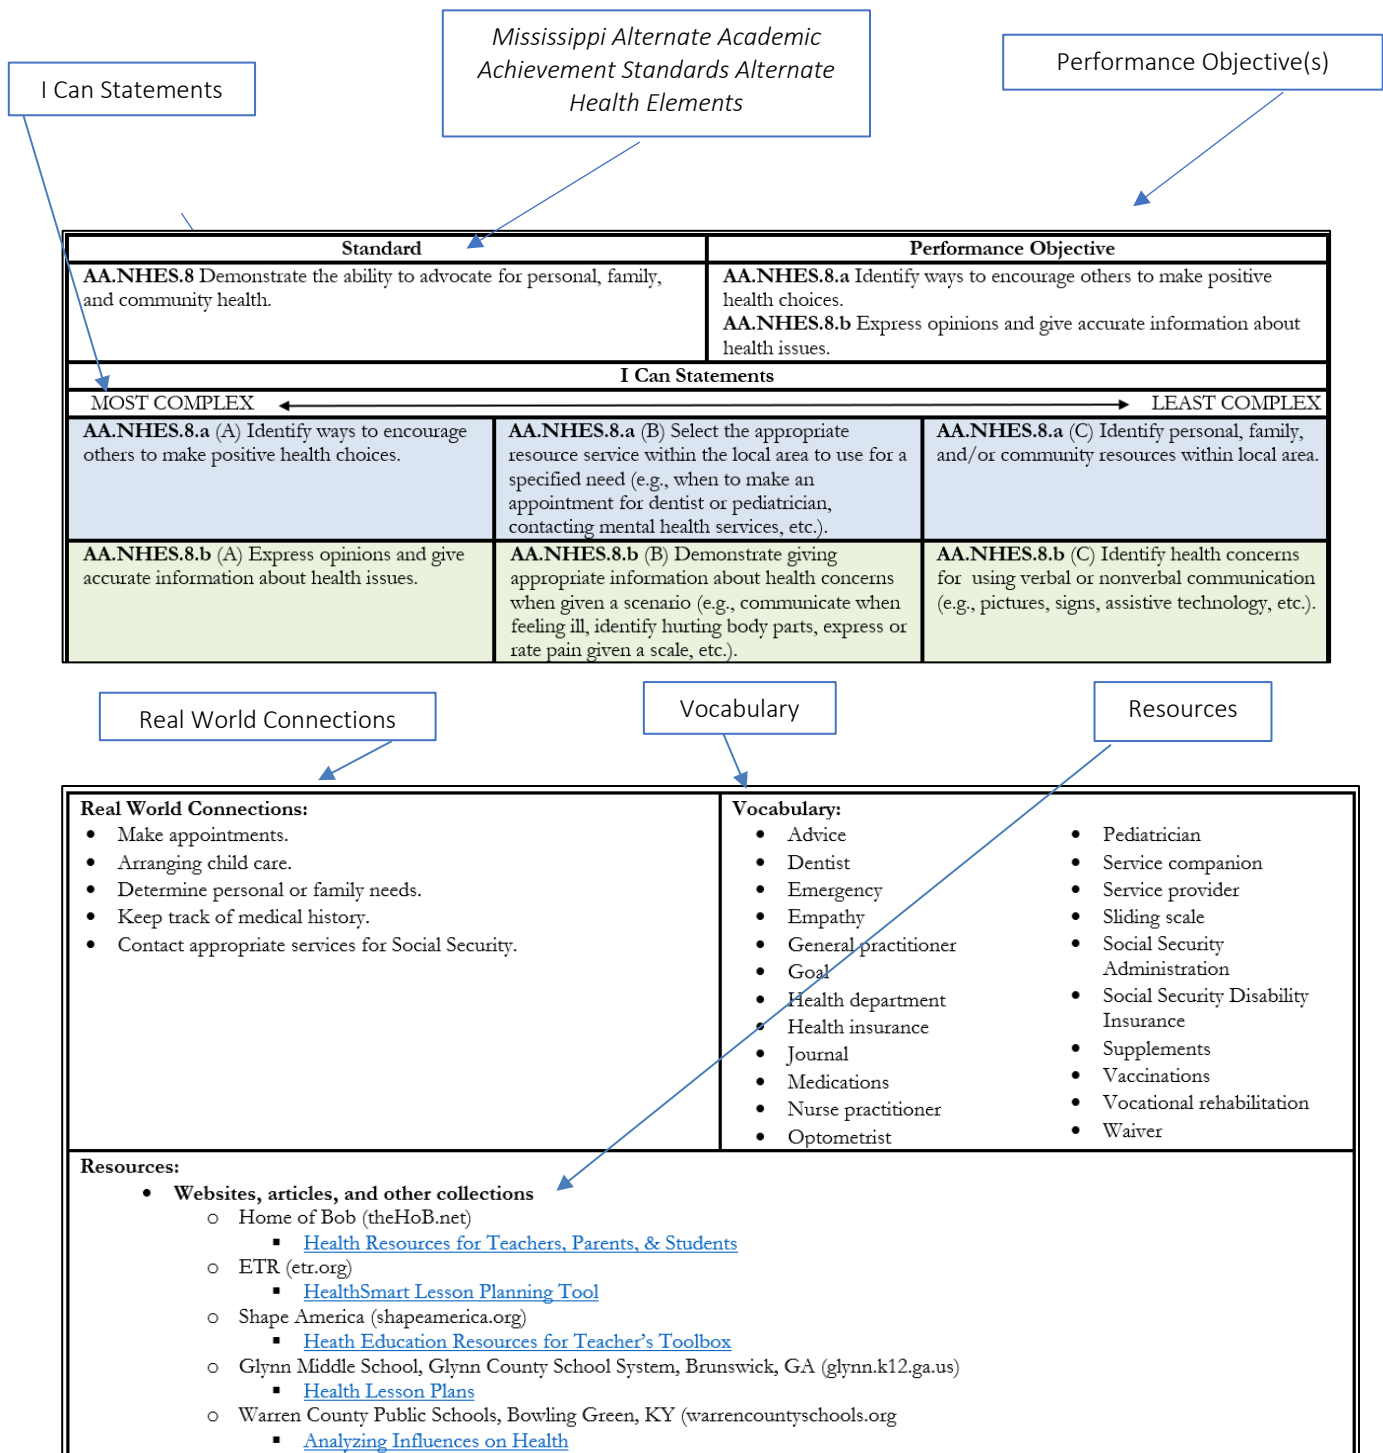 Mississippi Alternate Academic
Achievement Standards Alternate
Health Elements
Performance Objective(s)
I Can Statements
Standard
Performance Objective
AA.NHES.8 Demonstrate the ability to advocate for personal, family,
and community health.
AA.NHES.8.a Identify ways to encourage others to make positive
health choices.
AA.NHES.8.b Express opinions and give accurate information about
health issues.
I Can Statements
MOST COMPLEX
LEAST COMPLEX
AA.NHES.8.a (A) Identify ways to encourage
others to make positive health choices.
AA.NHES.8.a (B) Select the appropriate
resource service within the local area to use for a
specified need (e.g., when to make an
appointment for dentist or pediatrician,
contacting mental health services, etc.).
AA.NHES.8.a (C) Identify personal, family,
and/or community resources within local area.
AA.NHES.8.b (A) Express opinions and give
accurate information about health issues.
AA.NHES.8.b (B) Demonstrate giving
appropriate information about health concerns
when given a scenario (e.g., communicate when
feeling ill, identify hurting body parts, express or
rate pain given a scale, etc.).
AA.NHES.8.b (C) Identify health concerns
for using verbal or nonverbal communication
(e.g., pictures, signs, assistive technology, etc.).
Real World Connections
Vocabulary
Resources
Real World Connections:
• Make appointments.
• Arranging child care.
• Determine personal or family needs.
• Keep track of medical history.
• Contact appropriate services for Social Security.
Vocabulary:
• Advice
• Dentist
• Emergency
• Empathy
• General practitioner
• Goal
• Health department
• Health insurance
• Journal
• Medications
• Nurse practitioner
• Optometrist
• Pediatrician
• Service companion
• Service provider
• Sliding scale
• Social Security
Administration
• Social Security Disability
Insurance
• Supplements
• Vaccinations
• Vocational rehabilitation
• Waiver
Resources:
• Websites, articles, and other collections
o Home of Bob (theHoB.net)
▪ Health Resources for Teachers, Parents, & Students
o ETR (etr.org)
▪ HealthSmart Lesson Planning Tool
o Shape America (shapeamerica.org)
▪ Heath Education Resources for Teacher's Toolbox
o Glynn Middle School, Glynn County School System, Brunswick, GA (glynn.k12.ga.us)
▪ Health Lesson Plans
o Warren County Public Schools, Bowling Green, KY (warrencountyschools.org
▪ Analyzing Influences on Health